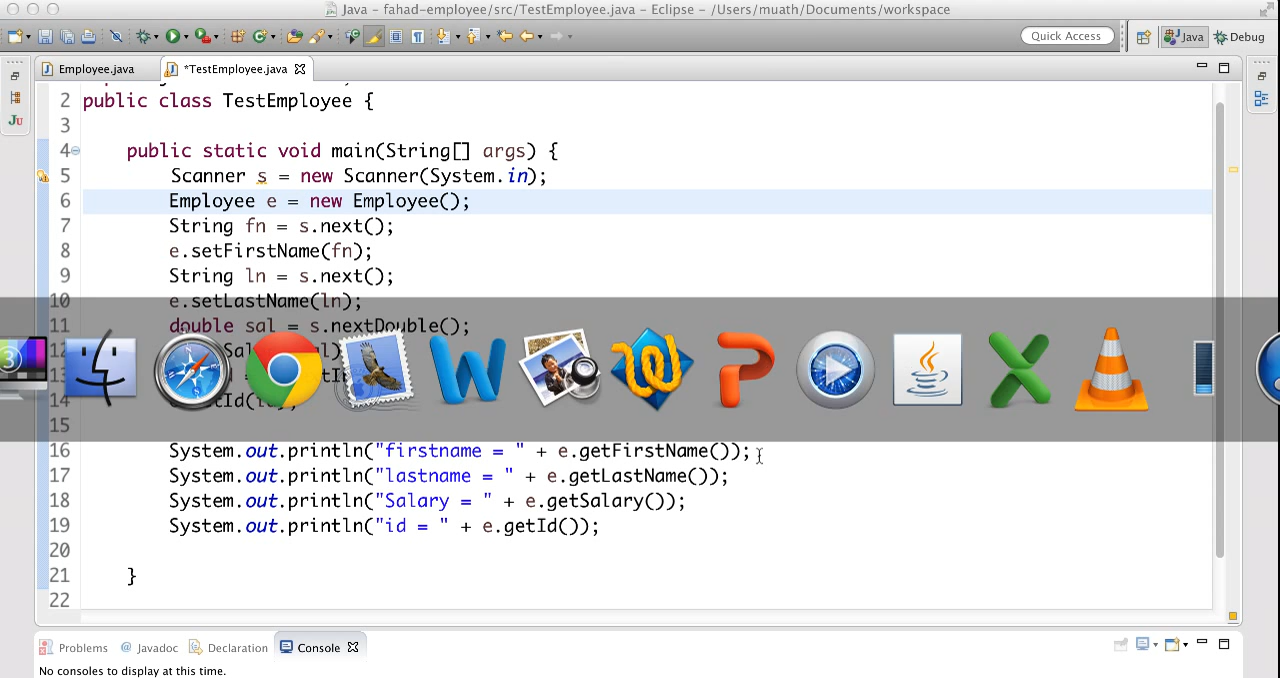 Java - fahad-employee/src/TestEmployee.java - Eclipse - /Users/muath/Documents/workspace
Quick Access
Java
Debug
Employee.java
*TestEmployee.java
2 public class TestEmployee {
3
4 public static void main(String[] args) {
5 Scanner s = new Scanner(System.in);
6 Employee e = new Employee();
7 String fn = s.next();
8 e.setFirstName(fn);
9 String ln = s.next();
10 e.setLastName(ln);
11 double sal = s.nextDouble();
14
15
16 System.out.println("firstname = " + e.getFirstName());
17 System.out.println("lastname = " + e.getLastName());
18 System.out.println("Salary = " + e.getSalary());
19 System.out.println("id = " + e.getId());
20
21 }
22
Problems
@ Javadoc
Declaration
Console
No consoles to display at this time.